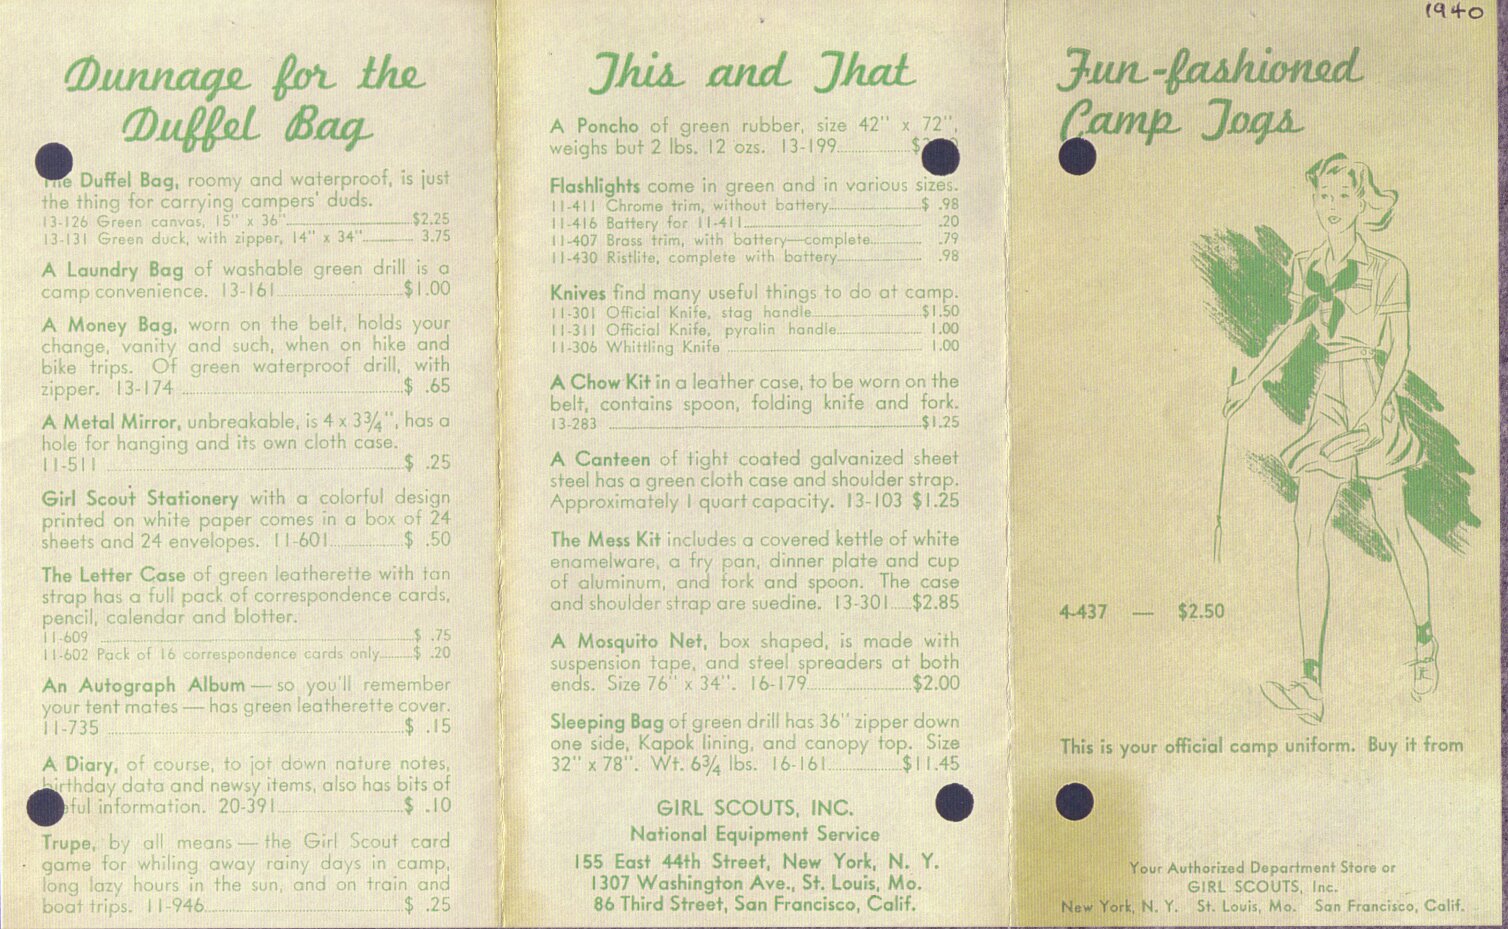 1940
Dunnage for the
Duffel Bag
The Duffel Bag, roomy and waterproof, is just
the thing for carrying campers' duds.
13-126 Green canvas, 15" x 36" $2.25
13-131 Green duck, with zipper, 14" x 34" 3.75
A Laundry Bag of washable green drill is a
camp convenience. 13-161 $1.00
A Money Bag, worn on the belt, holds your
change, vanity and such, when on hike and
bike trips. Of green waterproof drill, with
zipper. 13-174 $ .65
A Metal Mirror, unbreakable, is 4 x 3¾", has a
hole for hanging and its own cloth case.
11-511 $ .25
Girl Scout Stationery with a colorful design
printed on white paper comes in a box of 24
sheets and 24 envelopes. 11-601 $ .50
The Letter Case of green leatherette with tan
strap has a full pack of correspondence cards,
pencil, calendar and blotter.
11-609 $ .75
11-602 Pack of 16 correspondence cards only $ .20
An Autograph Album — so you'll remember
your tent mates — has green leatherette cover.
11-735 $ .15
A Diary, of course, to jot down nature notes,
birthday data and newsy items, also has bits of
useful information. 20-391 $ .10
Trupe, by all means — the Girl Scout card
game for whiling away rainy days in camp,
long lazy hours in the sun, and on train and
boat trips. 11-946 $ .25
This and That
A Poncho of green rubber, size 42" x 72",
weighs but 2 lbs. 12 ozs. 13-199
Flashlights come in green and in various sizes.
11-411 Chrome trim, without battery $ .98
11-416 Battery for 11-411 .20
11-407 Brass trim, with battery—complete .79
11-430 Ristlite, complete with battery .98
Knives find many useful things to do at camp.
11-301 Official Knife, stag handle $1.50
11-311 Official Knife, pyralin handle 1.00
11-306 Whittling Knife 1.00
A Chow Kit in a leather case, to be worn on the
belt, contains spoon, folding knife and fork.
13-283 $1.25
A Canteen of tight coated galvanized sheet
steel has a green cloth case and shoulder strap.
Approximately 1 quart capacity. 13-103 $1.25
The Mess Kit includes a covered kettle of white
enamelware, a fry pan, dinner plate and cup
of aluminum, and fork and spoon. The case
and shoulder strap are suedine. 13-301 $2.85
A Mosquito Net, box shaped, is made with
suspension tape, and steel spreaders at both
ends. Size 76" x 34". 16-179 $2.00
Sleeping Bag of green drill has 36" zipper down
one side, Kapok lining, and canopy top. Size
32" x 78". Wt. 6¾ lbs. 16-161 $11.45
GIRL SCOUTS, INC.
National Equipment Service
155 East 44th Street, New York, N. Y.
1307 Washington Ave., St. Louis, Mo.
86 Third Street, San Francisco, Calif.
Fun-fashioned
Camp Togs
4-437 — $2.50
This is your official camp uniform. Buy it from
Your Authorized Department Store or
GIRL SCOUTS, Inc.
New York, N. Y. St. Louis, Mo. San Francisco, Calif.